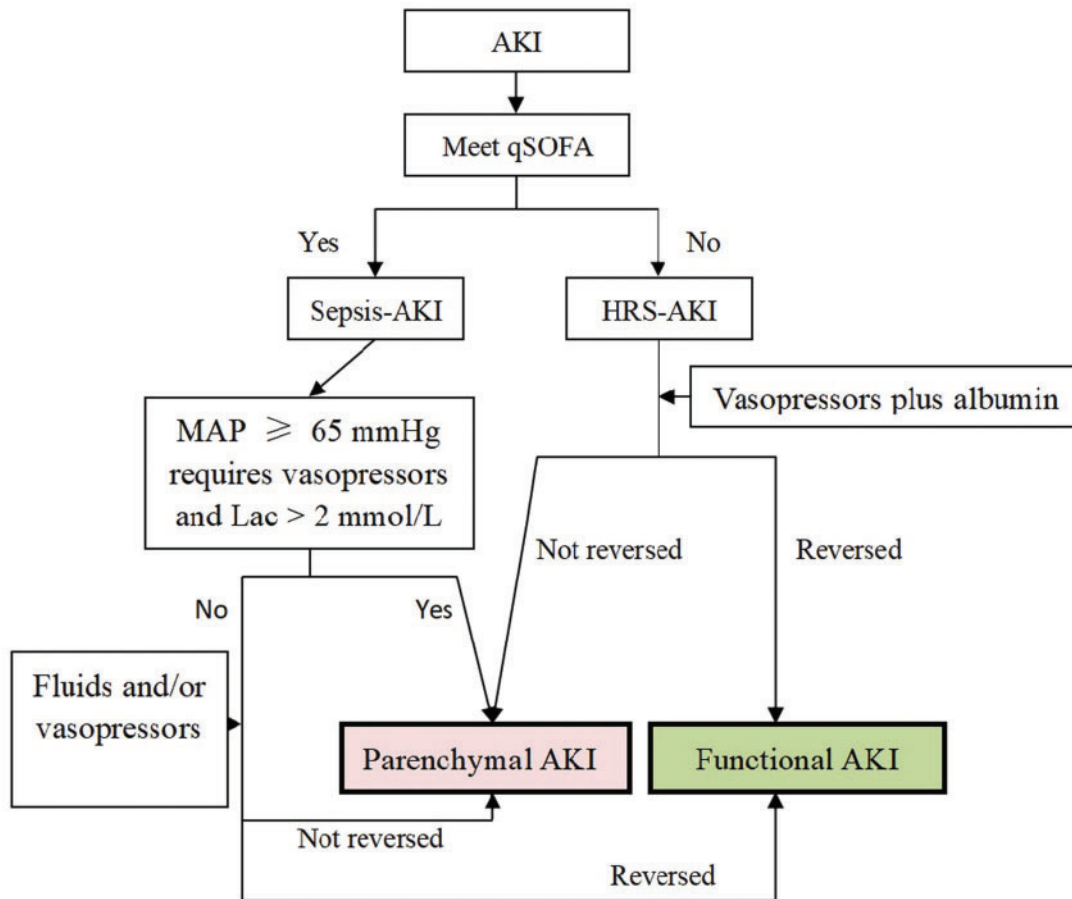 AKI
Meet qSOFA
Yes
No
Sepsis-AKI
HRS-AKI
Vasopressors plus albumin
MAP ⩾ 65 mmHg
requires vasopressors
and Lac > 2 mmol/L
Not reversed
Reversed
No
Yes
Fluids and/or
vasopressors
Parenchymal AKI
Functional AKI
Not reversed
Reversed